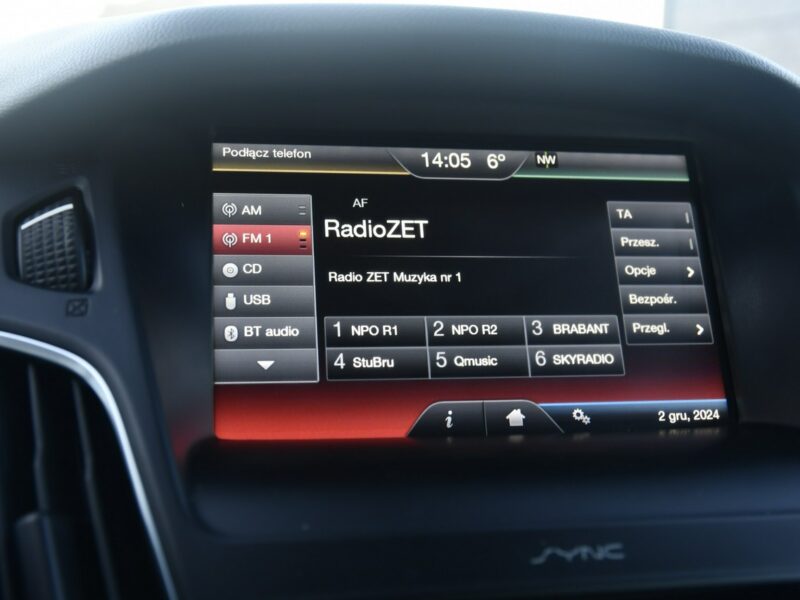 Podłącz telefon
14:05 6° NW
AM
FM 1
CD
USB
BT audio
AF
RadioZET
Radio ZET Muzyka nr 1
1 NPO R1 2 NPO R2 3 BRABANT
4 StuBru 5 Qmusic 6 SKYRADIO
TA
Przesz.
Opcje
Bezpośr.
Przegl.
i
2 gru, 2024
SYNC